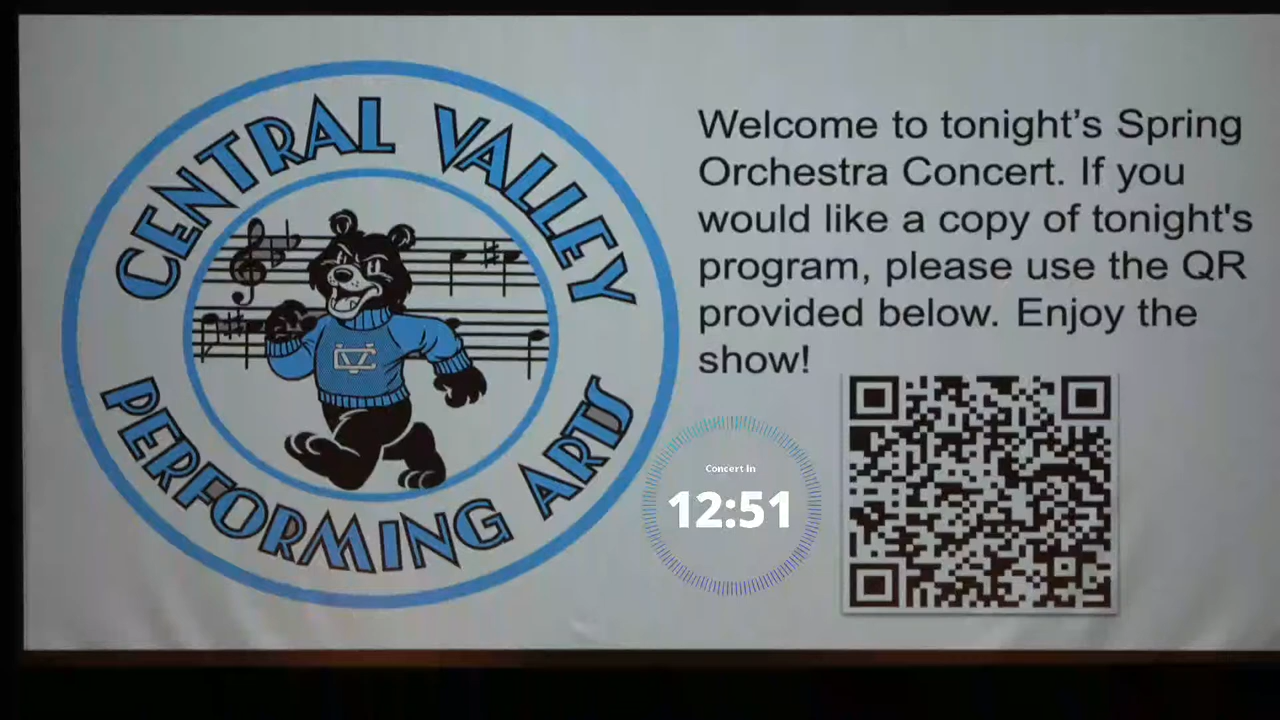 CENTRAL VALLEY
PERFORMING ARTS
CV
Welcome to tonight’s Spring
Orchestra Concert. If you
would like a copy of tonight's
program, please use the QR
provided below. Enjoy the
show!
Concert in
12:51